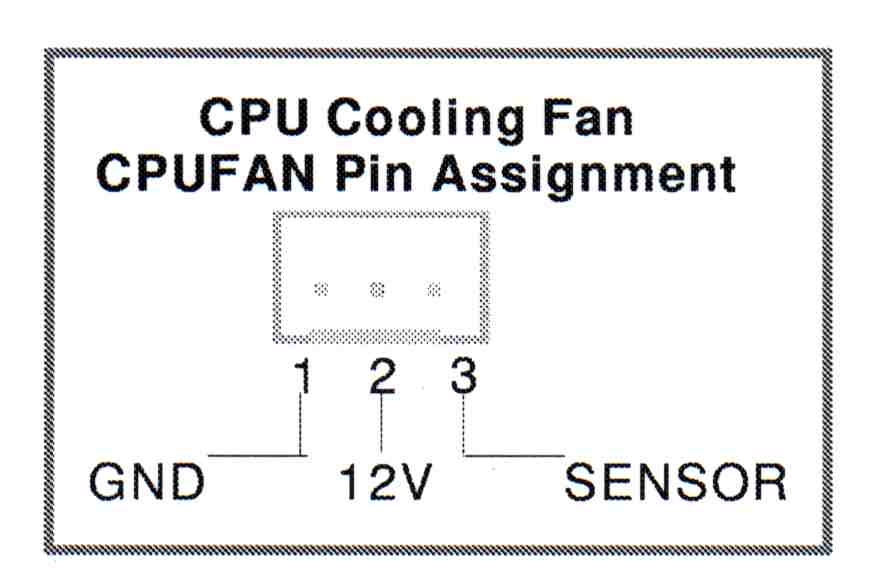 CPU Cooling Fan
CPUFAN Pin Assignment
1 2 3
GND 12V SENSOR